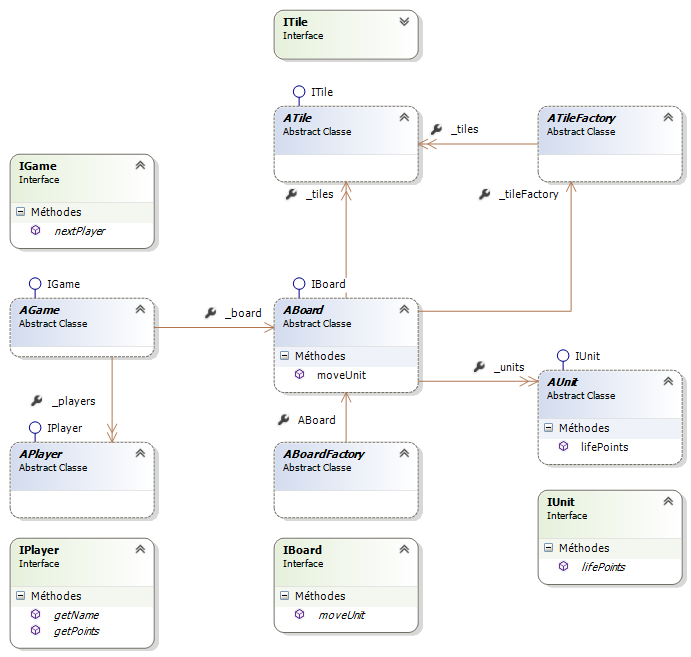 ITile
Interface
ITile
ATile
Abstract Classe
_tiles
ATileFactory
Abstract Classe
IGame
Interface
Méthodes
nextPlayer
_tiles
_tileFactory
IGame
AGame
Abstract Classe
_board
IBoard
ABoard
Abstract Classe
Méthodes
moveUnit
_units
IUnit
AUnit
Abstract Classe
Méthodes
lifePoints
_players
IPlayer
APlayer
Abstract Classe
ABoard
ABoardFactory
Abstract Classe
IUnit
Interface
Méthodes
lifePoints
IPlayer
Interface
Méthodes
getName
getPoints
IBoard
Interface
Méthodes
moveUnit